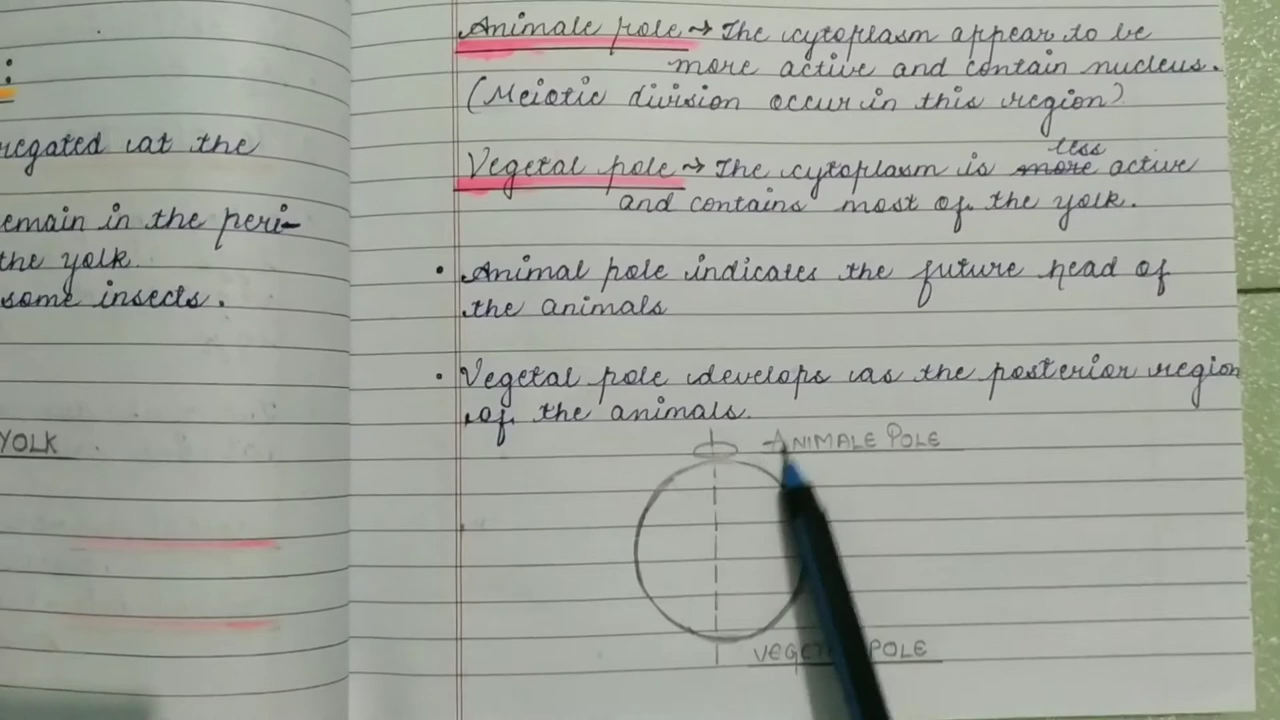 :
regated at the
emain in the peri-
the yolk
some insects.
YOLK
Animale pole → The cytoplasm appear to be
more active and contain nucleus.
(Meiotic division occur in this region)
less
Vegetal pole → The cytoplasm is more active
and contains most of the yolk.
• Animal pole indicates the future head of
the animals
• Vegetal pole develops as the posterior region
of the animals.
ANIMALE POLE
VEGET POLE